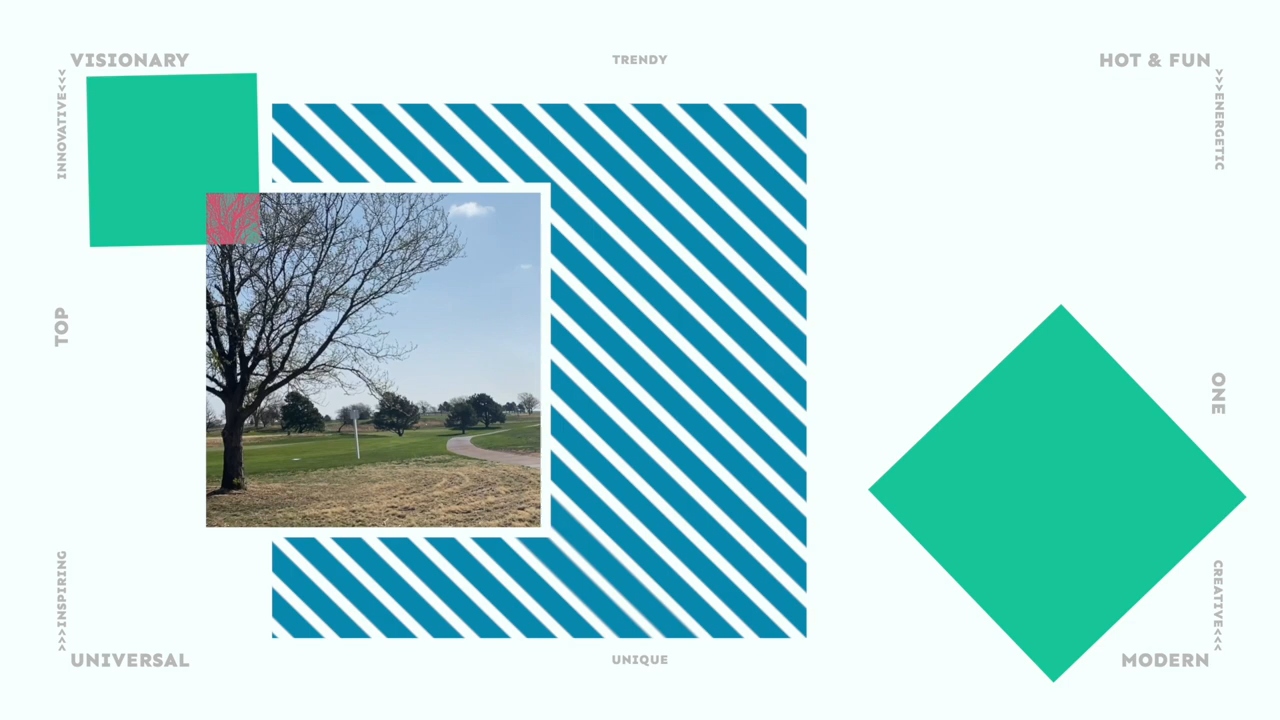 VISIONARY
TRENDY
HOT & FUN
INNOVATIVE<<<
>>>ENERGETIC
TOP
ONE
>>>INSPIRING
CREATIVE<<<
UNIVERSAL
UNIQUE
MODERN